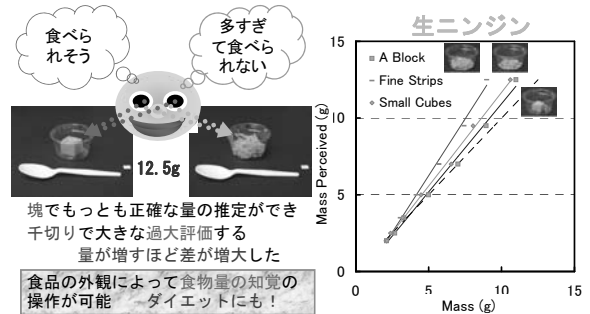 食べら
れそう
多すぎ
て食べら
れない
12.5g
塊でもっとも正確な量の推定ができ
千切りで大きな過大評価する
量が増すほど差が増大した
食品の外観によって食物量の知覚の
操作が可能 ダイエットにも！
生ニンジン
15
A Block
Fine Strips
Small Cubes
10
5
0
0 5 10 15
Mass Perceived (g)
Mass (g)